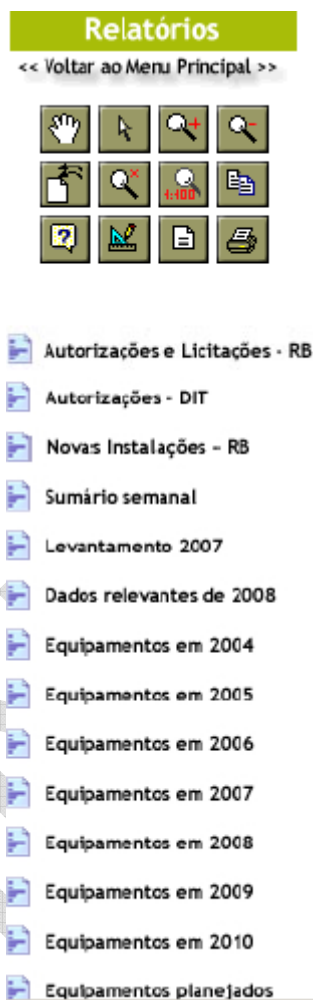 Relatórios
<< Voltar ao Menu Principal >>
1:100
Autorizações e Licitações - RB
Autorizações - DIT
Novas Instalações – RB
Sumário semanal
Levantamento 2007
Dados relevantes de 2008
Equipamentos em 2004
Equipamentos em 2005
Equipamentos em 2006
Equipamentos em 2007
Equipamentos em 2008
Equipamentos em 2009
Equipamentos em 2010
Equipamentos planejados